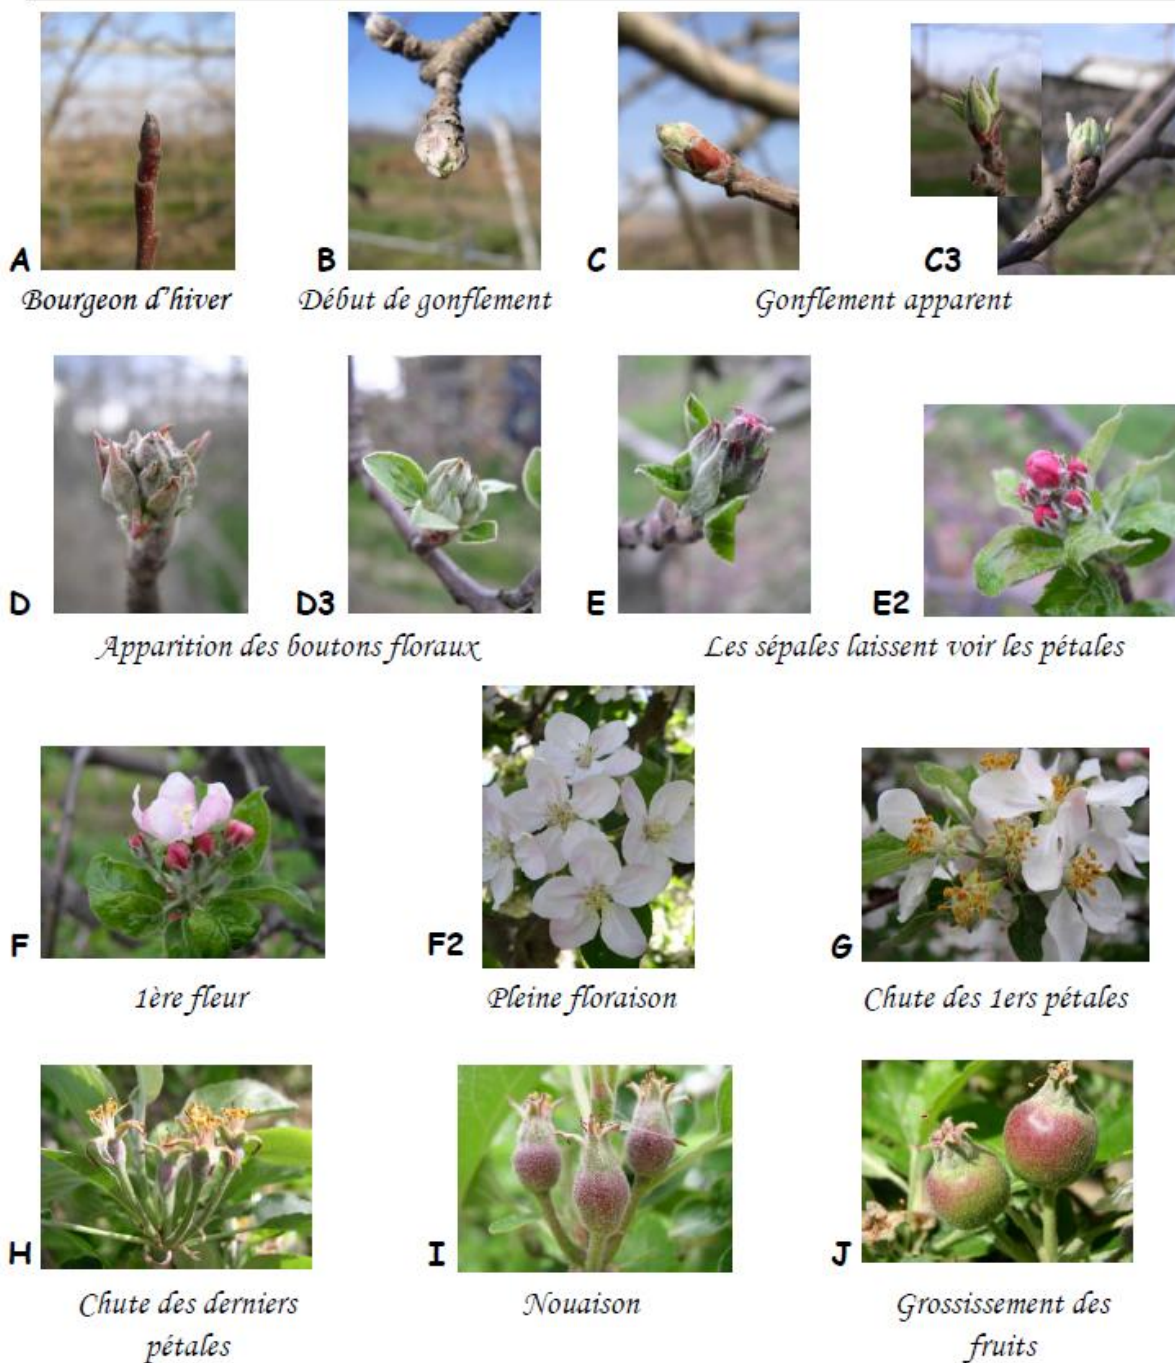 A
B
C
C3
Bourgeon d'hiver
Début de gonflement
Gonflement apparent
D
D3
E
E2
Apparition des boutons floraux
Les sépales laissent voir les pétales
F
F2
G
1ère fleur
Pleine floraison
Chute des 1ers pétales
H
I
J
Chute des derniers
pétales
Nouaison
Grossissement des
fruits